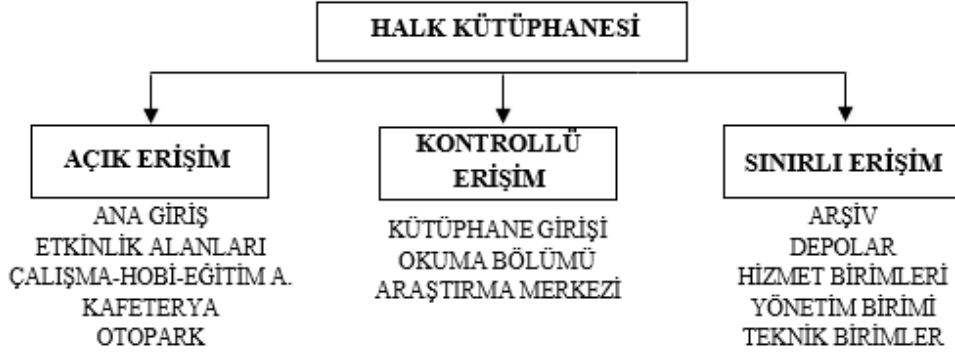 HALK KÜTÜPHANESİ
AÇIK ERİŞİM
ANA GİRİŞ
ETKİNLİK ALANLARI
ÇALIŞMA-HOBİ-EĞİTİM A.
KAFETERYA
OTOPARK
KONTROLLÜ
ERİŞİM
KÜTÜPHANE GİRİŞİ
OKUMA BÖLÜMÜ
ARAŞTIRMA MERKEZİ
SINIRLI ERİŞİM
ARŞİV
DEPOLAR
HİZMET BİRİMLERİ
YÖNETİM BİRİMİ
TEKNİK BİRİMLER